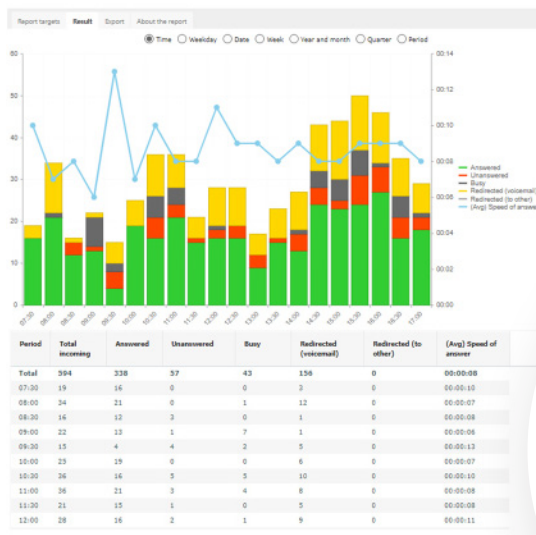 Report targets Result Export About the report
Time Weekday Date Week Year and month Quarter Period
60 00:14
00:12
50
00:10
40
00:08
30
00:06
20
00:04
10
00:02
0 00:00
Answered
Unanswered
Busy
Redirected (voicemail)
Redirected (to other)
(Avg) Speed of answe
07:30 08:00 08:30 09:00 09:30 10:00 10:30 11:00 11:30 12:00 12:30 13:00 13:30 14:00 14:30 15:00 15:30 16:00 16:30 17:00
Period Total incoming Answered Unanswered Busy Redirected (voicemail) Redirected (to other) (Avg) Speed of answer
Total 594 338 57 43 156 0 00:00:08
07:30 19 16 0 0 3 0 00:00:10
08:00 34 21 0 1 12 0 00:00:07
08:30 16 12 3 0 1 0 00:00:08
09:00 22 13 1 7 1 0 00:00:06
09:30 15 4 4 2 5 0 00:00:13
10:00 25 19 0 0 6 0 00:00:07
10:30 36 16 5 5 10 0 00:00:10
11:00 36 21 3 4 8 0 00:00:08
11:30 21 15 1 0 5 0 00:00:08
12:00 28 16 2 1 9 0 00:00:11